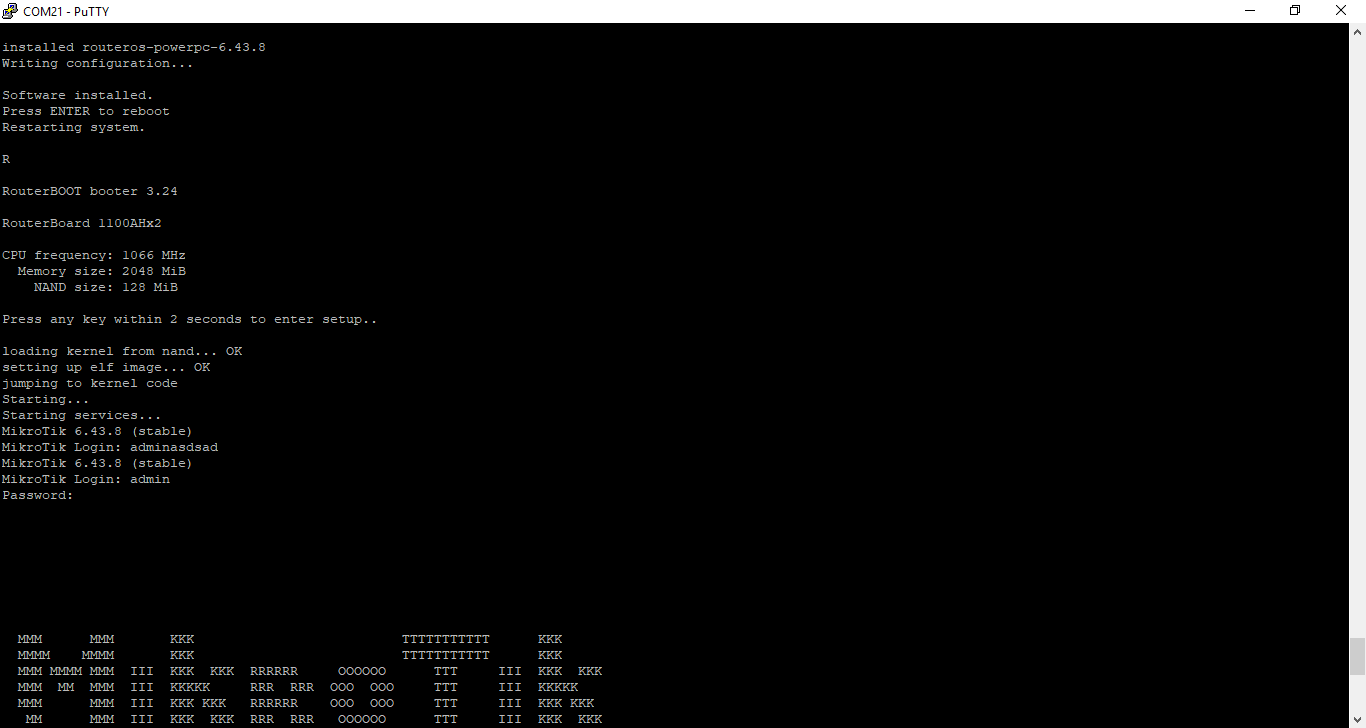 COM21 - PuTTY
installed routeros-powerpc-6.43.8
Writing configuration...
Software installed.
Press ENTER to reboot
Restarting system.
R
RouterBOOT booter 3.24
RouterBoard 1100AHx2
CPU frequency: 1066 MHz
  Memory size: 2048 MiB
    NAND size: 128 MiB
Press any key within 2 seconds to enter setup..
loading kernel from nand... OK
setting up elf image... OK
jumping to kernel code
Starting...
Starting services...
MikroTik 6.43.8 (stable)
MikroTik Login: adminasdsad
MikroTik 6.43.8 (stable)
MikroTik Login: admin
Password:
  MMM      MMM       KKK                          TTTTTTTTTTT      KKK
  MMMM    MMMM       KKK                          TTTTTTTTTTT      KKK
  MMM MMMM MMM  III  KKK  KKK  RRRRRR     OOOOOO      TTT     III  KKK  KKK
  MMM  MM  MMM  III  KKKKK     RRR  RRR  OOO  OOO     TTT     III  KKKKK
  MMM      MMM  III  KKK KKK   RRRRRR    OOO  OOO     TTT     III  KKK KKK
   MM      MMM  III  KKK  KKK  RRR  RRR   OOOOOO      TTT     III  KKK  KKK